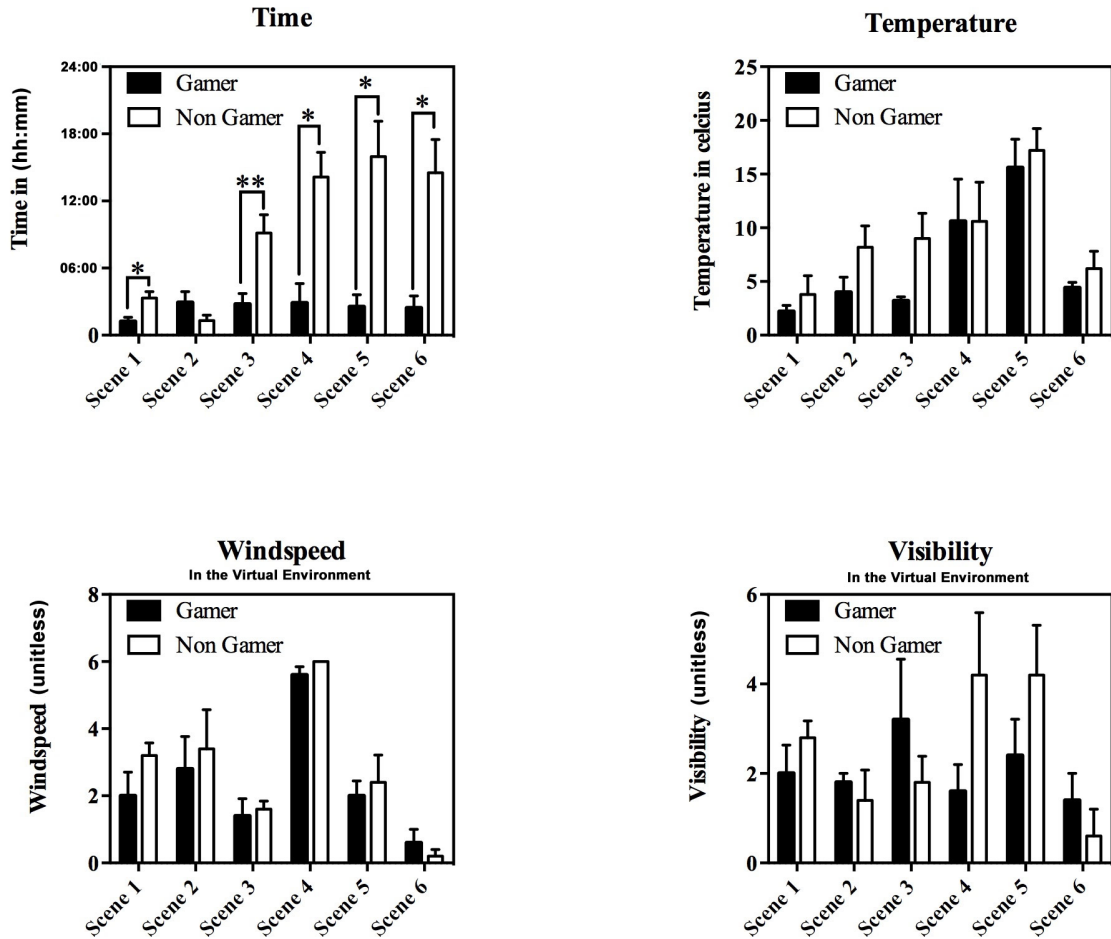 Time
Time in (hh:mm)
24:00
18:00
12:00
06:00
0
Gamer
Non Gamer
*
**
*
*
*
Scene 1
Scene 2
Scene 3
Scene 4
Scene 5
Scene 6
Temperature
Temperature in celcius
25
20
15
10
5
0
Gamer
Non Gamer
Scene 1
Scene 2
Scene 3
Scene 4
Scene 5
Scene 6
Windspeed
In the Virtual Environment
Windspeed (unitless)
8
6
4
2
0
Gamer
Non Gamer
Scene 1
Scene 2
Scene 3
Scene 4
Scene 5
Scene 6
Visibility
In the Virtual Environment
Visibility (unitless)
6
4
2
0
Gamer
Non Gamer
Scene 1
Scene 2
Scene 3
Scene 4
Scene 5
Scene 6